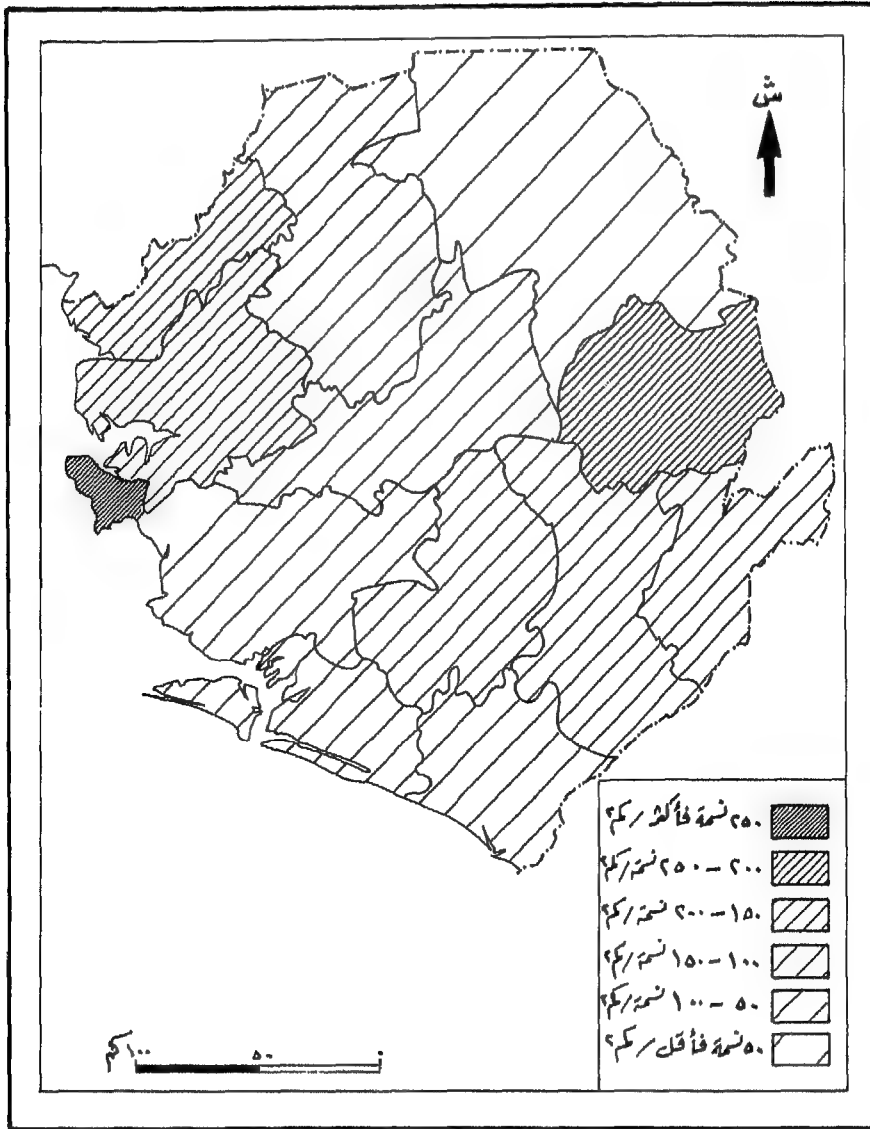 ش
٢٥٠ نسمة فأكثر / كم٢
٢٠٠ – ٢٥٠ نسمة / كم٢
١٥٠ – ٢٠٠ نسمة / كم٢
١٠٠ – ١٥٠ نسمة / كم٢
٥٠ – ١٠٠ نسمة / كم٢
٥٠ نسمة فأقل / كم٢
٠ ٥٠ ١٠٠ كم